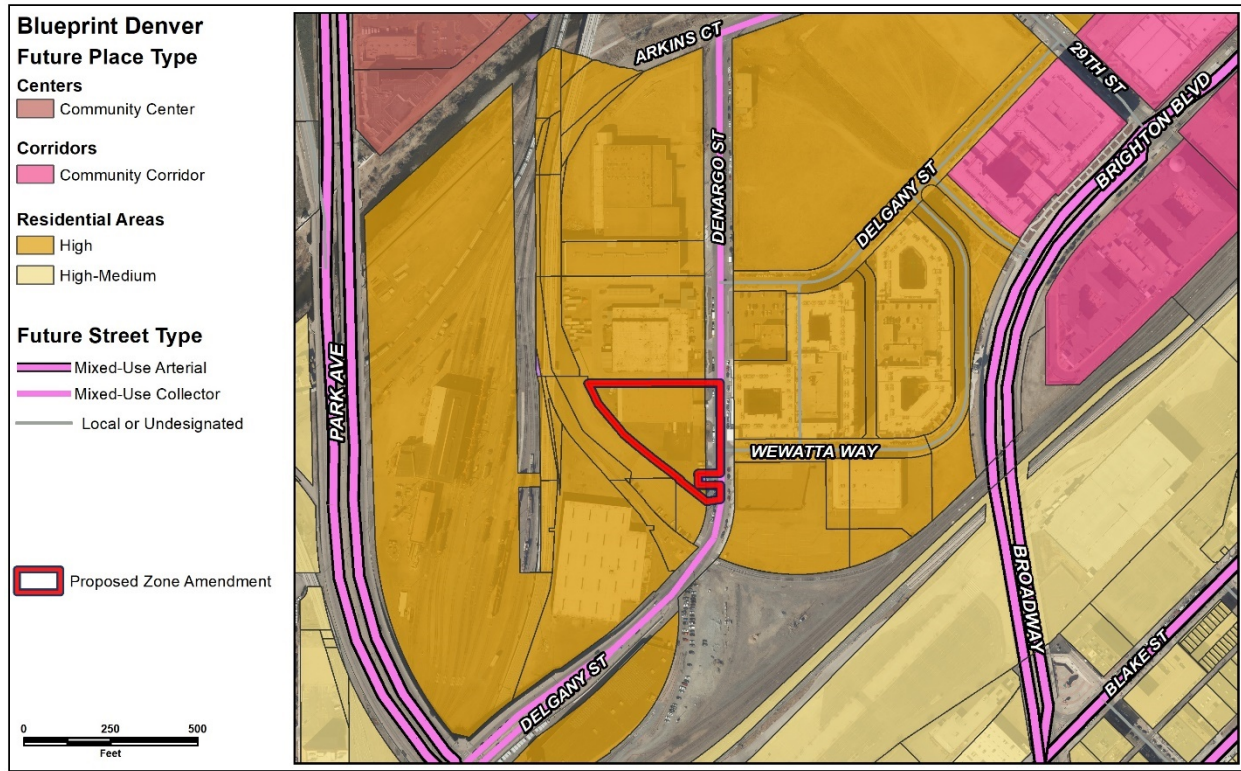 Blueprint Denver
Future Place Type
Centers
Community Center
Corridors
Community Corridor
Residential Areas
High
High-Medium
Future Street Type
Mixed-Use Arterial
Mixed-Use Collector
Local or Undesignated
Proposed Zone Amendment
0 250 500
Feet
ARKINS CT
29TH ST
BRIGHTON BLVD
DENARGO ST
DELGANY ST
PARK AVE
WEWATTA WAY
BROADWAY
BLAKE ST
DELGANY ST